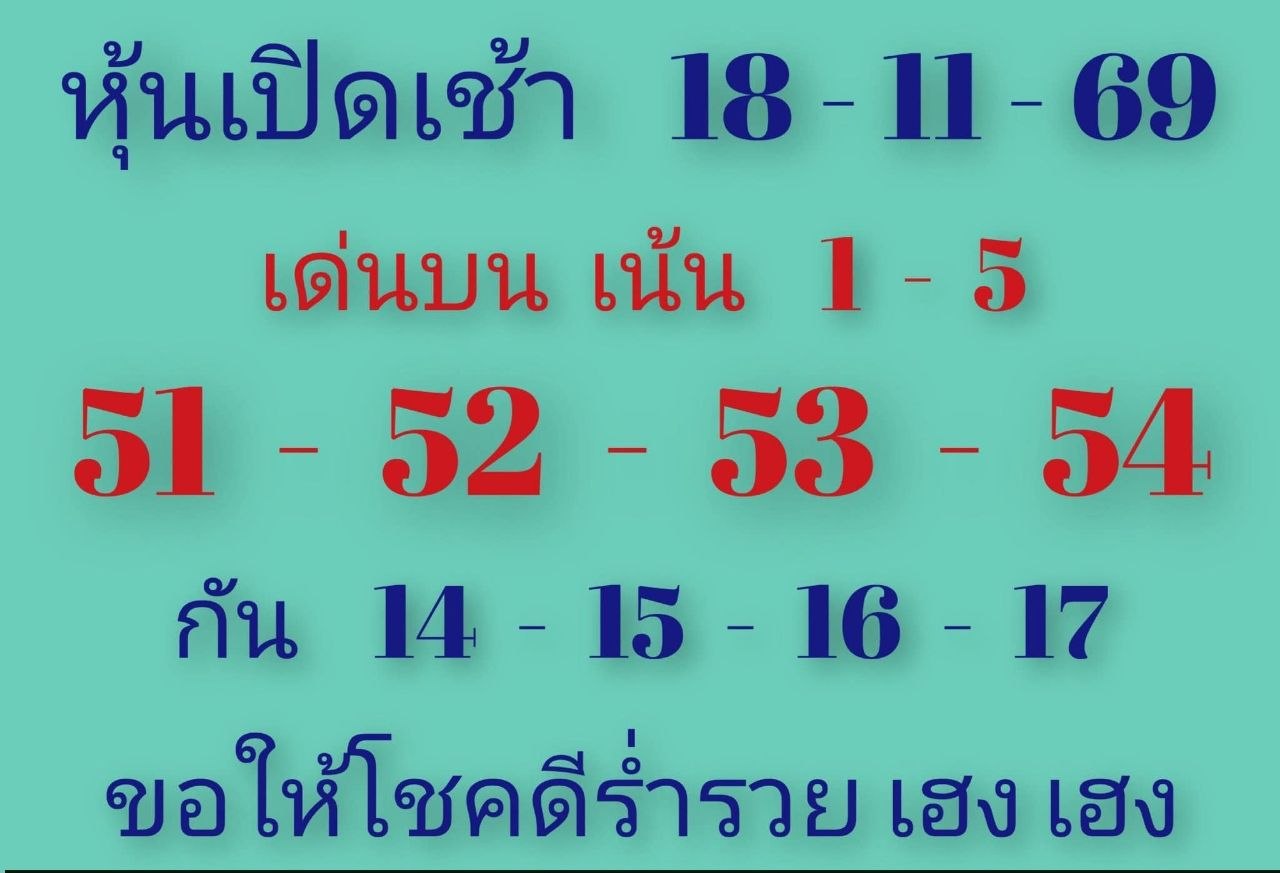 หุ้นเปิดเช้า 18 - 11 - 69
เด่นบน เน้น 1 - 5
51 - 52 - 53 - 54
กัน 14 - 15 - 16 - 17
ขอให้โชคดีร่ำรวย เฮง เฮง